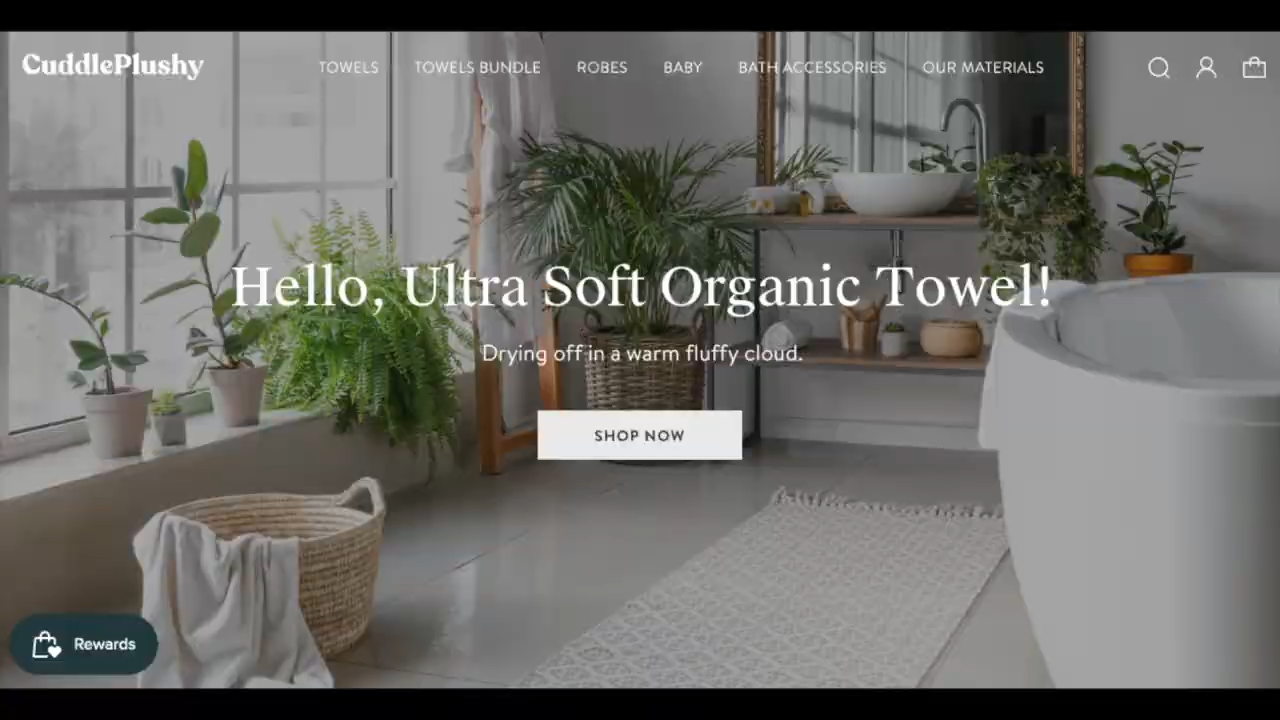 CuddlePlushy
TOWELS TOWELS BUNDLE ROBES BABY BATH ACCESSORIES OUR MATERIALS
Hello, Ultra Soft Organic Towel!
Drying off in a warm fluffy cloud.
SHOP NOW
Rewards